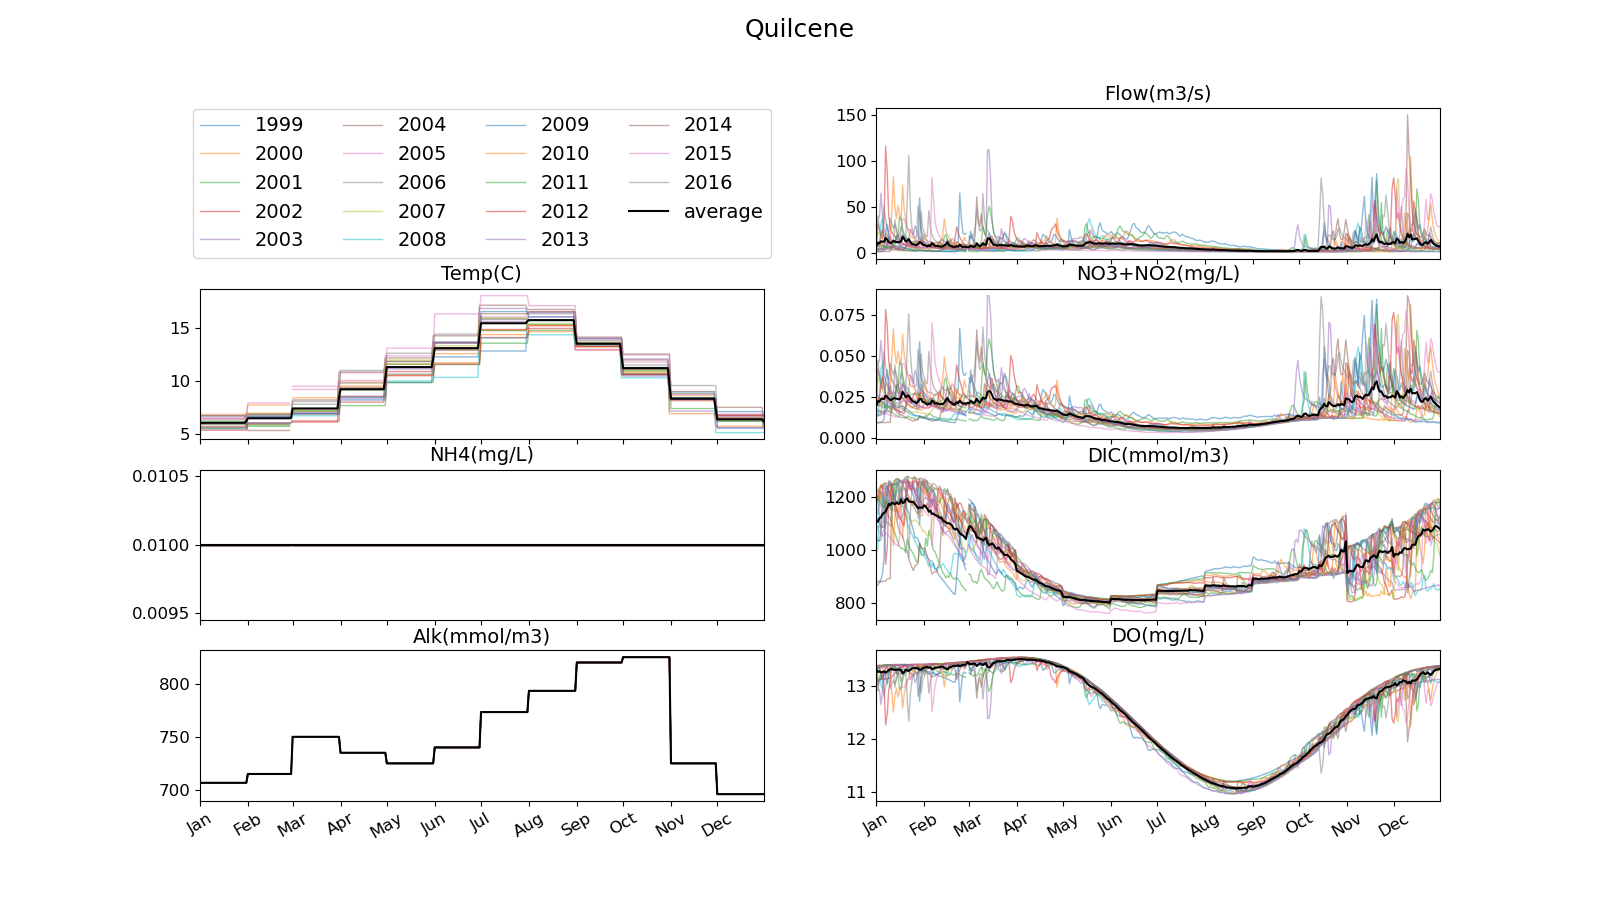 Quilcene
1999 2004 2009 2014
2000 2005 2010 2015
2001 2006 2011 2016
2002 2007 2012 average
2003 2008 2013
Flow(m3/s)
150
100
50
0
Temp(C)
15
10
5
NO3+NO2(mg/L)
0.075
0.050
0.025
0.000
NH4(mg/L)
0.0105
0.0100
0.0095
DIC(mmol/m3)
1200
1000
800
Alk(mmol/m3)
800
750
700
Jan Feb Mar Apr May Jun Jul Aug Sep Oct Nov Dec
DO(mg/L)
13
12
11
Jan Feb Mar Apr May Jun Jul Aug Sep Oct Nov Dec